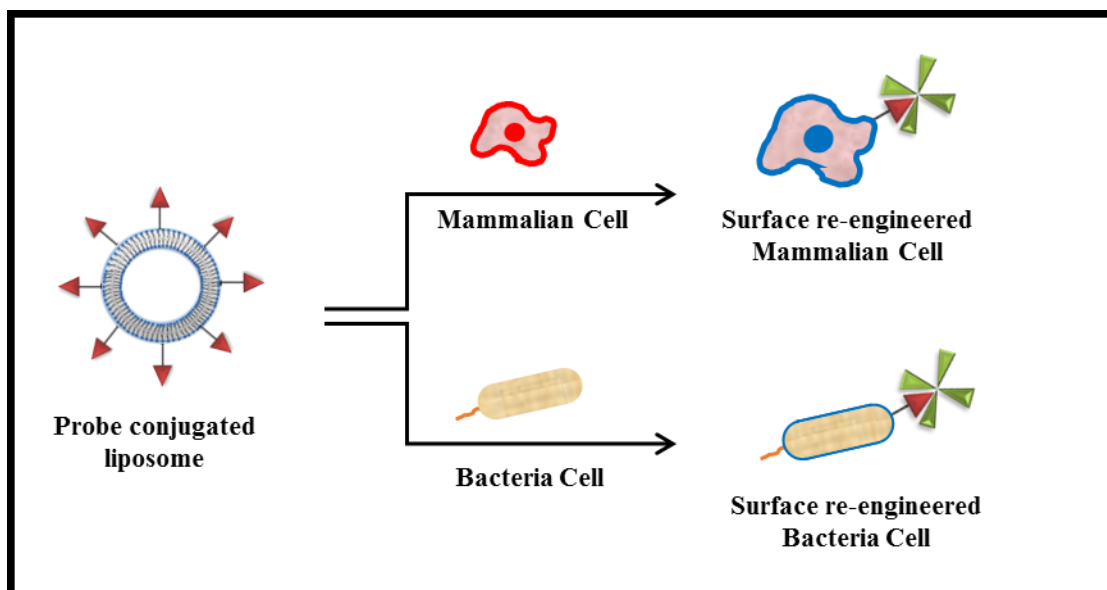 Probe conjugated
liposome
Mammalian Cell
Surface re-engineered
Mammalian Cell
Bacteria Cell
Surface re-engineered
Bacteria Cell